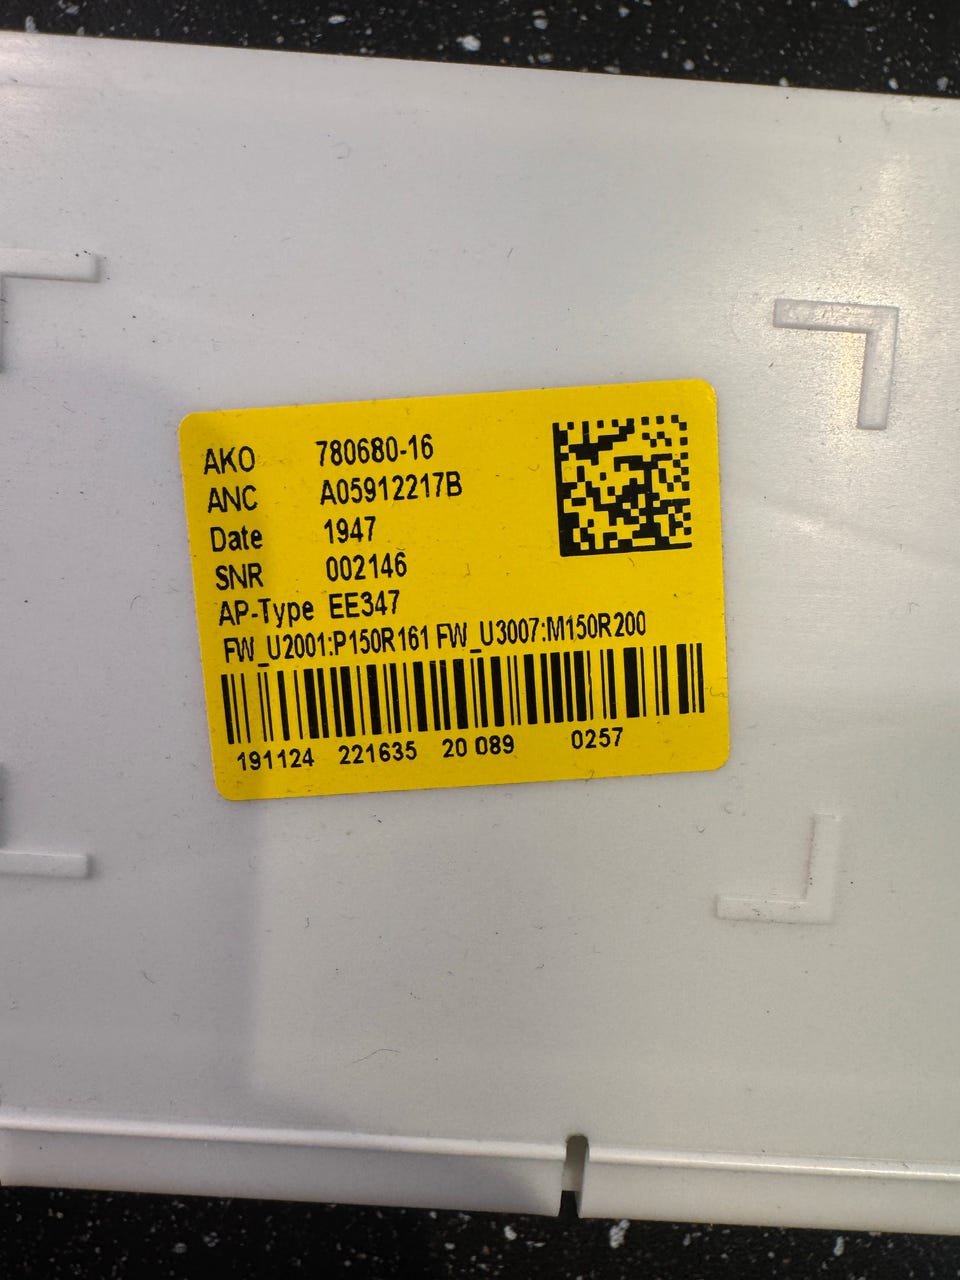 AKO 780680-16
ANC A05912217B
Date 1947
SNR 002146
AP-Type EE347
FW_U2001:P150R161 FW_U3007:M150R200
191124 221635 20 089 0257